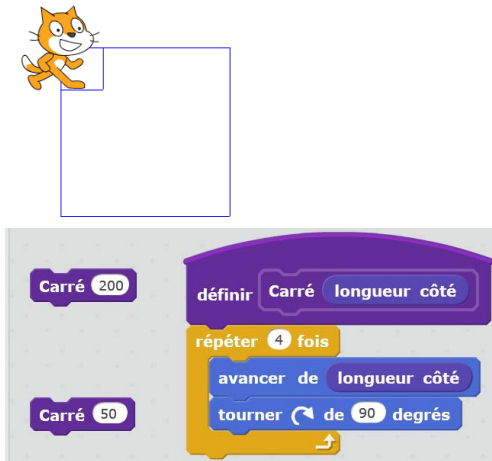 Carré 200
définir Carré longueur côté
répéter 4 fois
avancer de longueur côté
Carré 50
tourner de 90 degrés